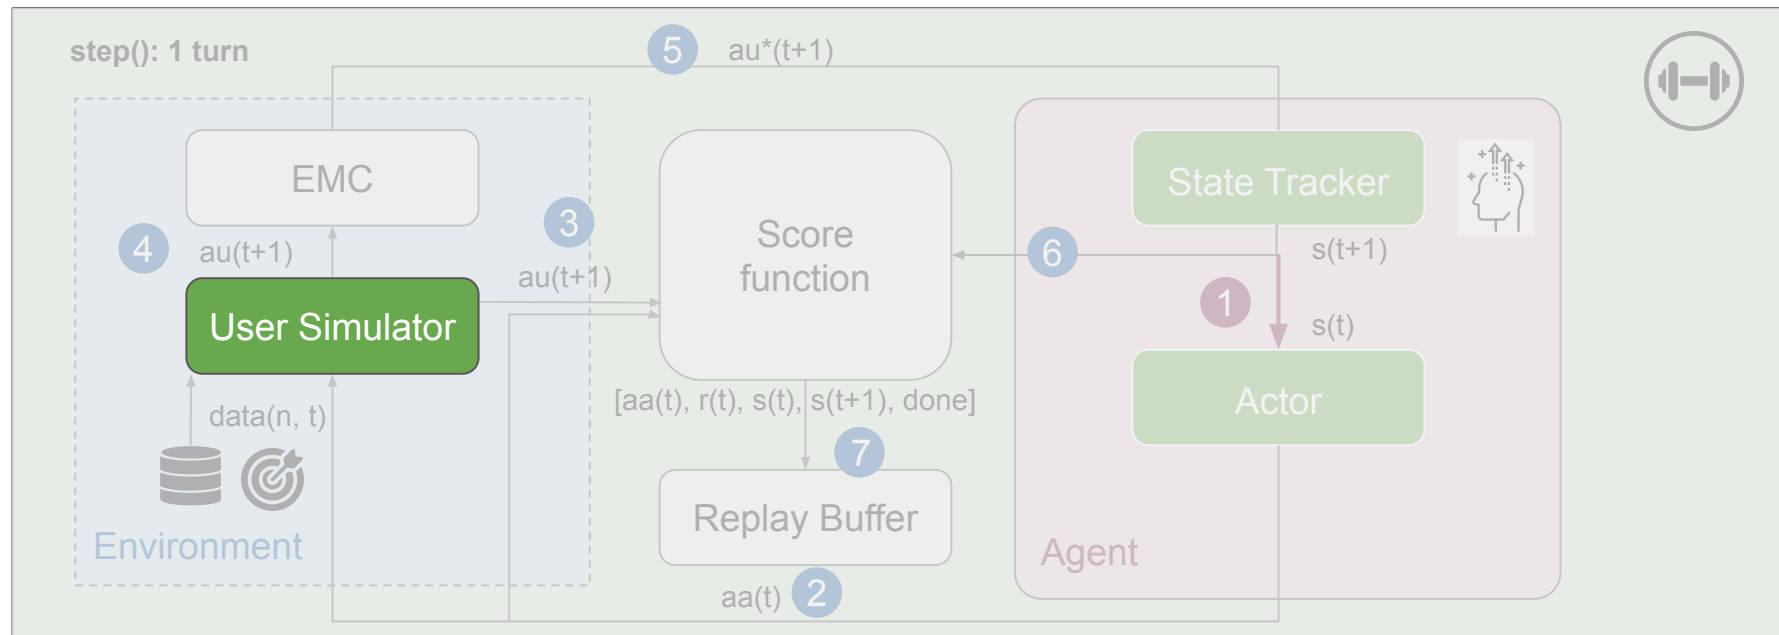 step(): 1 turn
5
au*(t+1)
EMC
State Tracker
3
4
au(t+1)
Score
function
6
s(t+1)
au(t+1)
1
User Simulator
s(t)
[aa(t), r(t), s(t), s(t+1), done]
Actor
data(n, t)
7
Replay Buffer
Environment
Agent
aa(t)
2